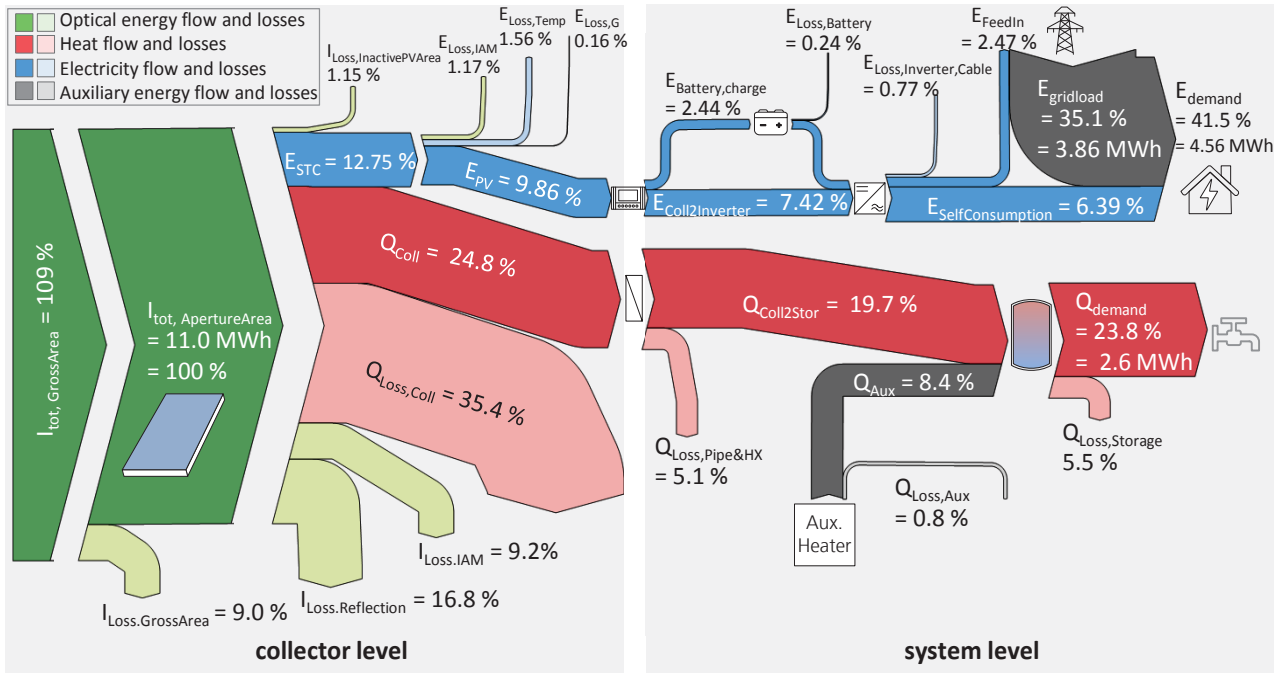 Optical energy flow and losses
Heat flow and losses
Electricity flow and losses
Auxiliary energy flow and losses
I_Loss,InactivePVArea
1.15 %
E_Loss,IAM
1.17 %
E_Loss,Temp
1.56 %
E_Loss,G
0.16 %
E_STC = 12.75 %
E_PV = 9.86 %
Q_Coll = 24.8 %
Q_Loss,Coll = 35.4 %
I_tot, GrossArea = 109 %
I_tot, ApertureArea
= 11.0 MWh
= 100 %
I_Loss.IAM = 9.2%
I_Loss.Reflection = 16.8 %
I_Loss.GrossArea = 9.0 %
collector level
E_Battery,charge
= 2.44 %
E_Loss,Battery
= 0.24 %
E_Loss,Inverter,Cable
= 0.77 %
E_FeedIn
= 2.47 %
E_gridload
= 35.1 %
= 3.86 MWh
E_demand
= 41.5 %
= 4.56 MWh
E_Coll2Inverter = 7.42 %
E_SelfConsumption = 6.39 %
Q_Coll2Stor = 19.7 %
Q_demand
= 23.8 %
= 2.6 MWh
Q_Aux = 8.4 %
Q_Loss,Pipe&HX
= 5.1 %
Q_Loss,Storage
5.5 %
Q_Loss,Aux
= 0.8 %
Aux.
Heater
system level